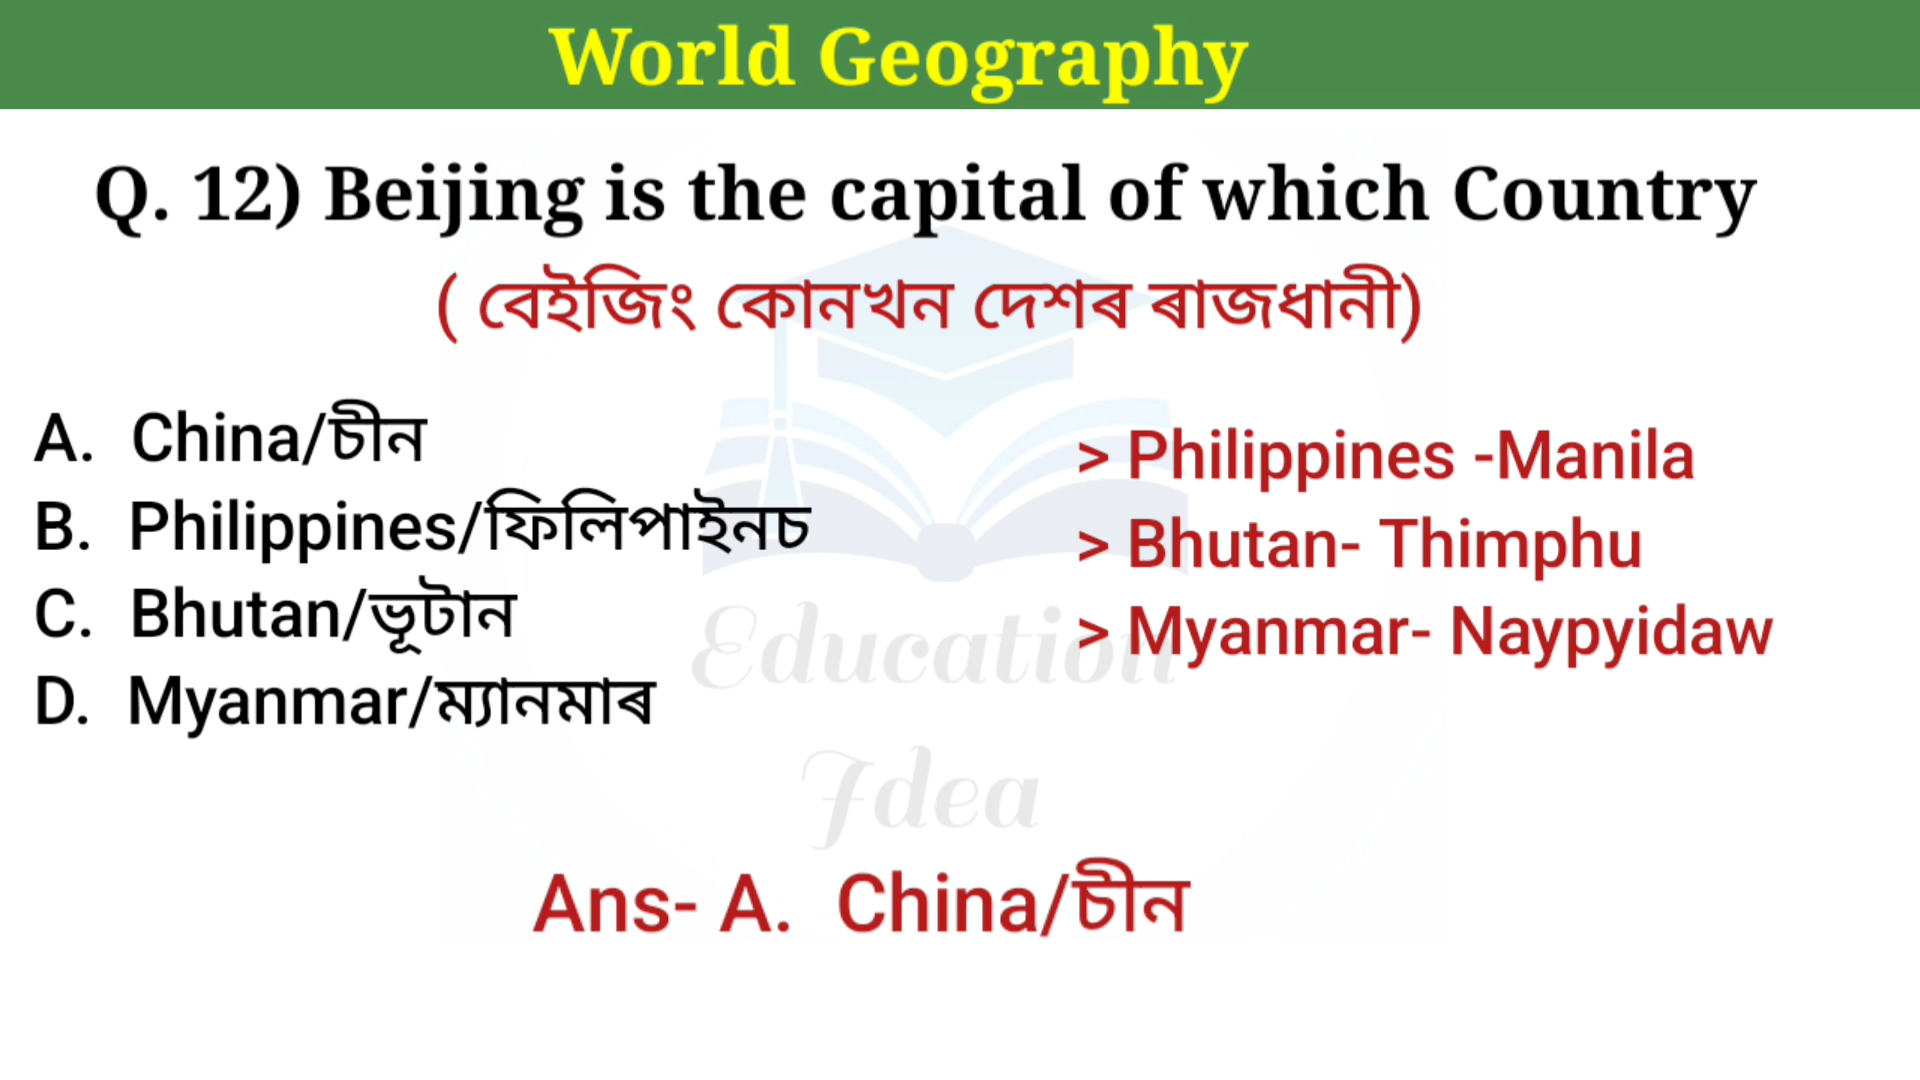 World Geography
Q. 12) Beijing is the capital of which Country
( বেইজিং কোনখন দেশৰ ৰাজধানী)
A. China/চীন
B. Philippines/ফিলিপাইনচ
C. Bhutan/ভূটান
D. Myanmar/ম্যানমাৰ
> Philippines -Manila
> Bhutan- Thimphu
> Myanmar- Naypyidaw
Education
Idea
Ans- A. China/চীন